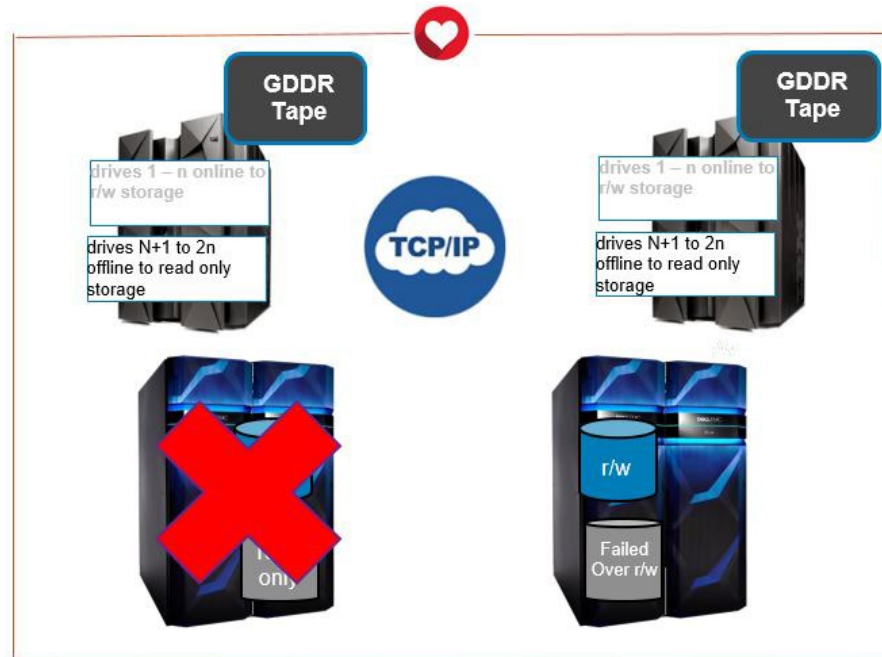 GDDR
Tape
GDDR
Tape
drives 1 – n online to
r/w storage
drives 1 – n online to
r/w storage
drives N+1 to 2n
offline to read only
storage
drives N+1 to 2n
offline to read only
storage
TCP/IP
r/w
only
Failed
Over r/w